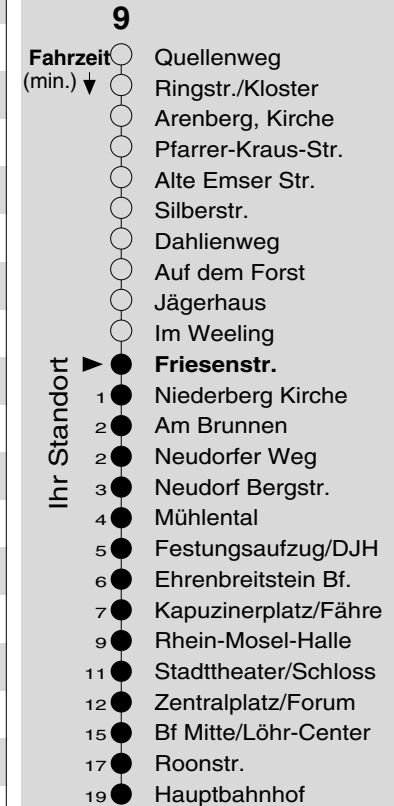 9
Fahrzeit Quellenweg
(min.) Ringstr./Kloster
Arenberg, Kirche
Pfarrer-Kraus-Str.
Alte Emser Str.
Silberstr.
Dahlienweg
Auf dem Forst
Jägerhaus
Im Weeling
Ihr Standort
Friesenstr.
1 Niederberg Kirche
2 Am Brunnen
2 Neudorfer Weg
3 Neudorf Bergstr.
4 Mühlental
5 Festungsaufzug/DJH
6 Ehrenbreitstein Bf.
7 Kapuzinerplatz/Fähre
9 Rhein-Mosel-Halle
11 Stadttheater/Schloss
12 Zentralplatz/Forum
15 Bf Mitte/Löhr-Center
17 Roonstr.
19 Hauptbahnhof